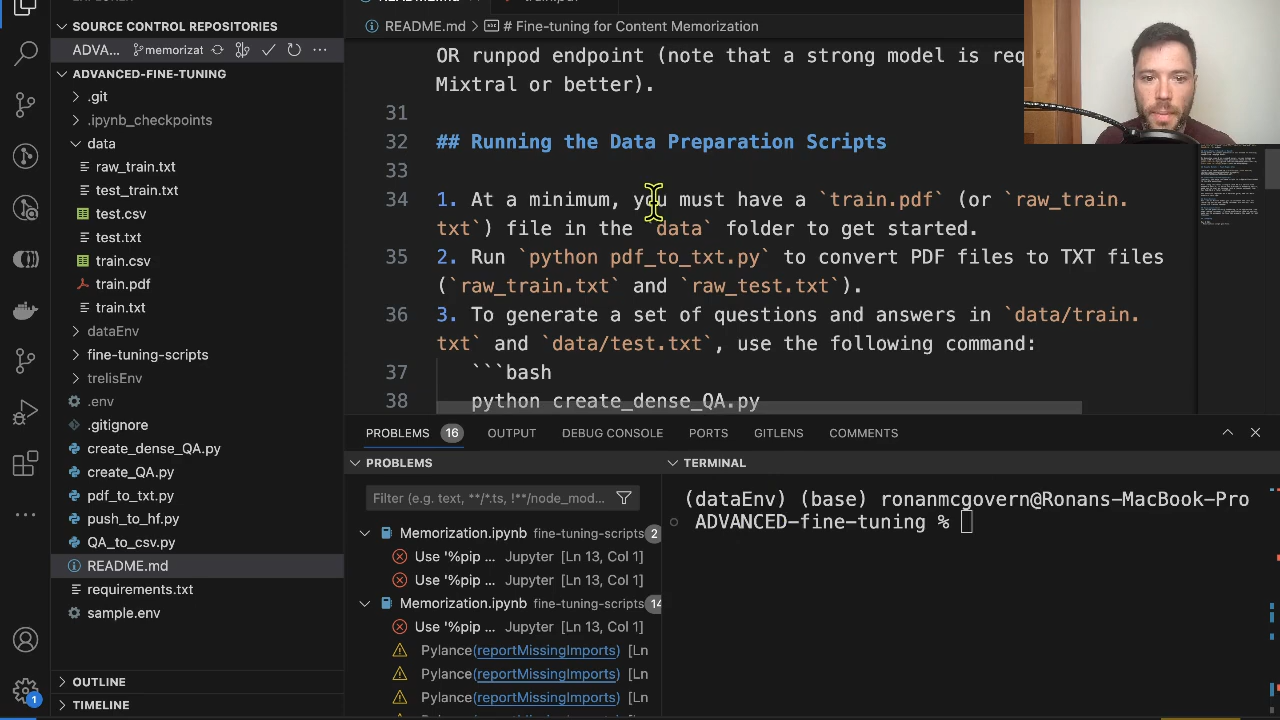 SOURCE CONTROL REPOSITORIES
ADVA... memorizat
ADVANCED-FINE-TUNING
.git
.ipynb_checkpoints
data
raw_train.txt
test_train.txt
test.csv
test.txt
train.csv
train.pdf
train.txt
dataEnv
fine-tuning-scripts
trelisEnv
.env
.gitignore
create_dense_QA.py
create_QA.py
pdf_to_txt.py
push_to_hf.py
QA_to_csv.py
README.md
requirements.txt
sample.env
OUTLINE
TIMELINE
1
README.md > # Fine-tuning for Content Memorization
OR runpod endpoint (note that a strong model is req
Mixtral or better).
31
32 ## Running the Data Preparation Scripts
33
34 1. At a minimum, you must have a `train.pdf` (or `raw_train.
txt`) file in the `data` folder to get started.
35 2. Run `python pdf_to_txt.py` to convert PDF files to TXT files
(`raw_train.txt` and `raw_test.txt`).
36 3. To generate a set of questions and answers in `data/train.
txt` and `data/test.txt`, use the following command:
37 ```bash
38 python create_dense_QA.py
PROBLEMS 16 OUTPUT DEBUG CONSOLE PORTS GITLENS COMMENTS
PROBLEMS
Filter (e.g. text, **/*.ts, !**/node_mod...
Memorization.ipynb fine-tuning-scripts 2
Use '%pip ... Jupyter [Ln 13, Col 1]
Use '%pip ... Jupyter [Ln 13, Col 1]
Memorization.ipynb fine-tuning-scripts 14
Use '%pip ... Jupyter [Ln 13, Col 1]
Pylance(reportMissingImports) [Ln
Pylance(reportMissingImports) [Ln
Pylance(reportMissingImports) [Ln
TERMINAL
(dataEnv) (base) ronanmcgovern@Ronans-MacBook-Pro
ADVANCED-fine-tuning %